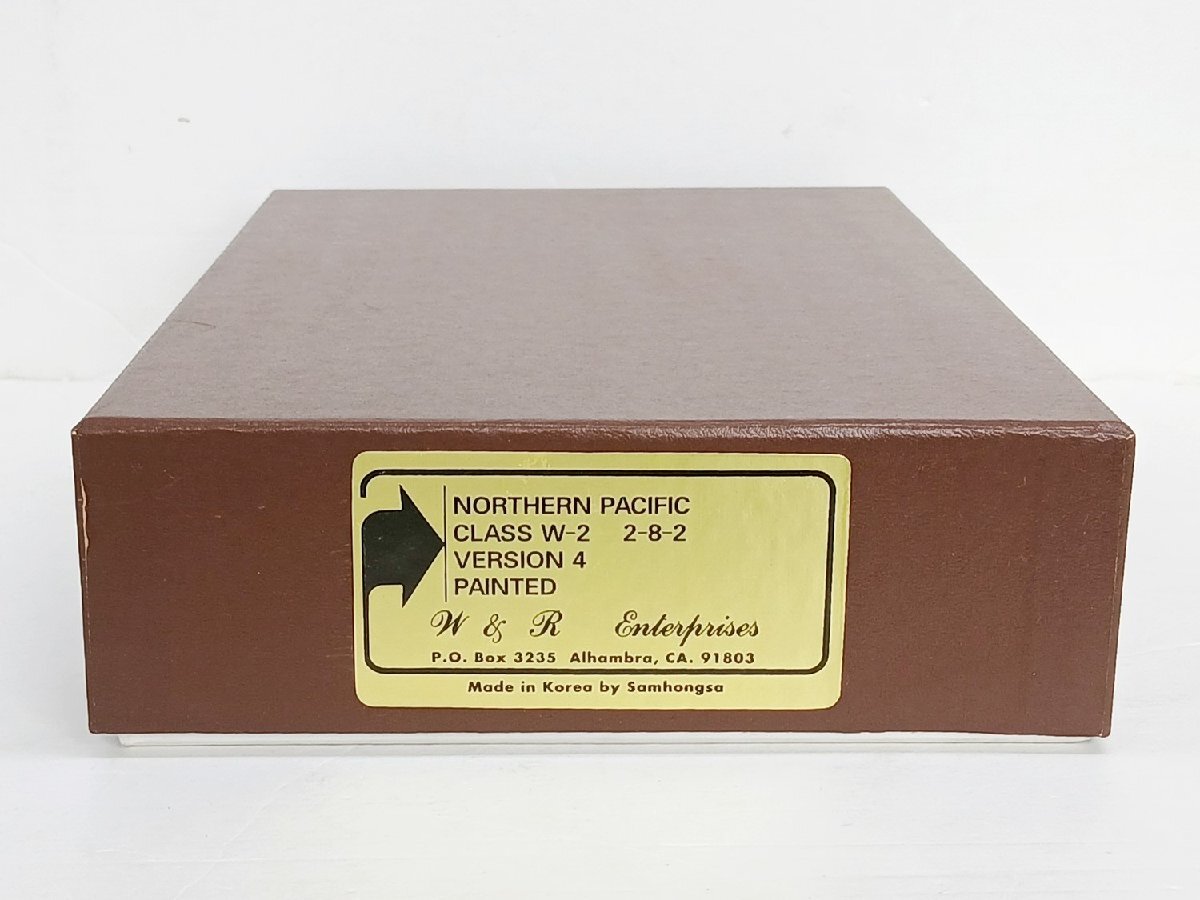 NORTHERN PACIFIC
CLASS W-2 2-8-2
VERSION 4
PAINTED
W & R Enterprises
P.O. Box 3235 Alhambra, CA. 91803
Made in Korea by Samhongsa